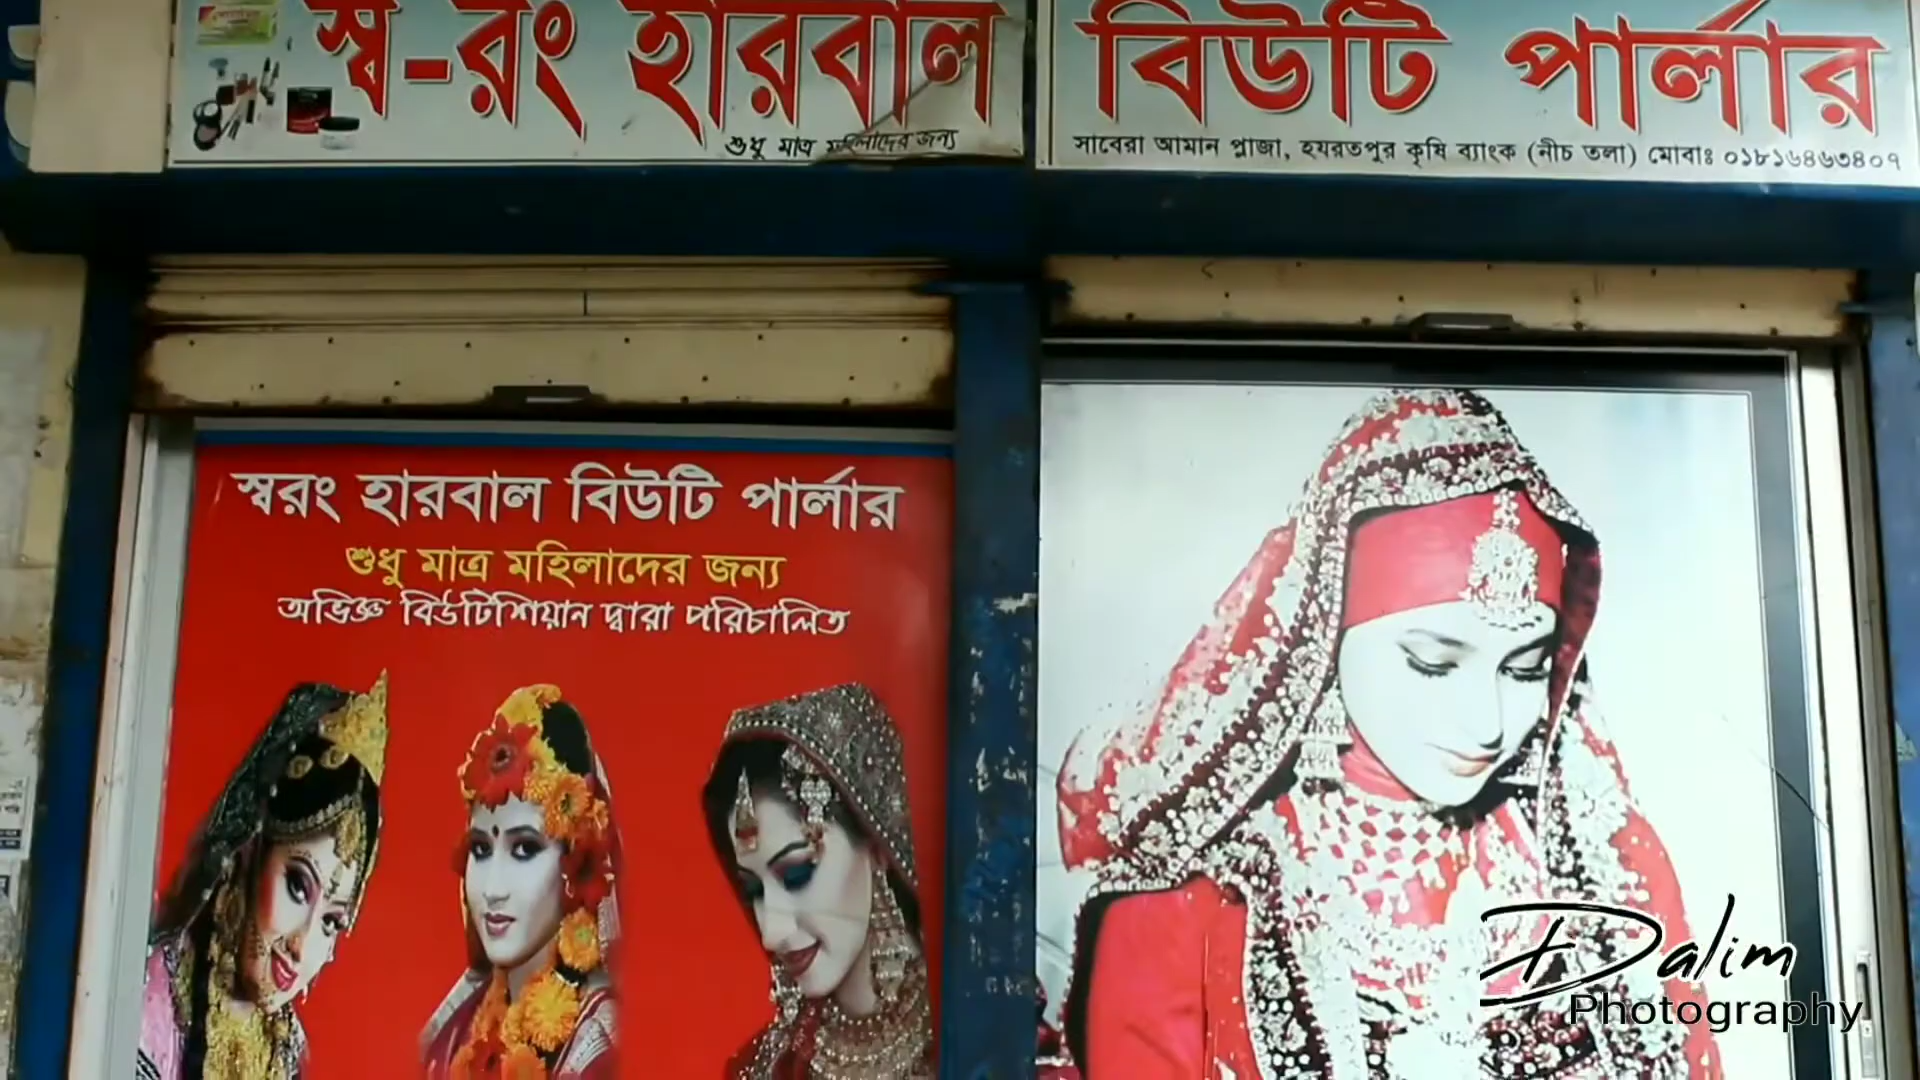 স্ব-রং হারবাল বিউটি পার্লার
শুধু মাত্র মহিলাদের জন্য
সাবেরা আমান প্লাজা, হযরতপুর কৃষি ব্যাংক (নীচ তলা) মোবাঃ ০১৮১৬৪৬৩৪০৭
স্বরং হারবাল বিউটি পার্লার
শুধু মাত্র মহিলাদের জন্য
অভিজ্ঞ বিউটিশিয়ান দ্বারা পরিচালিত
Dalim
Photography